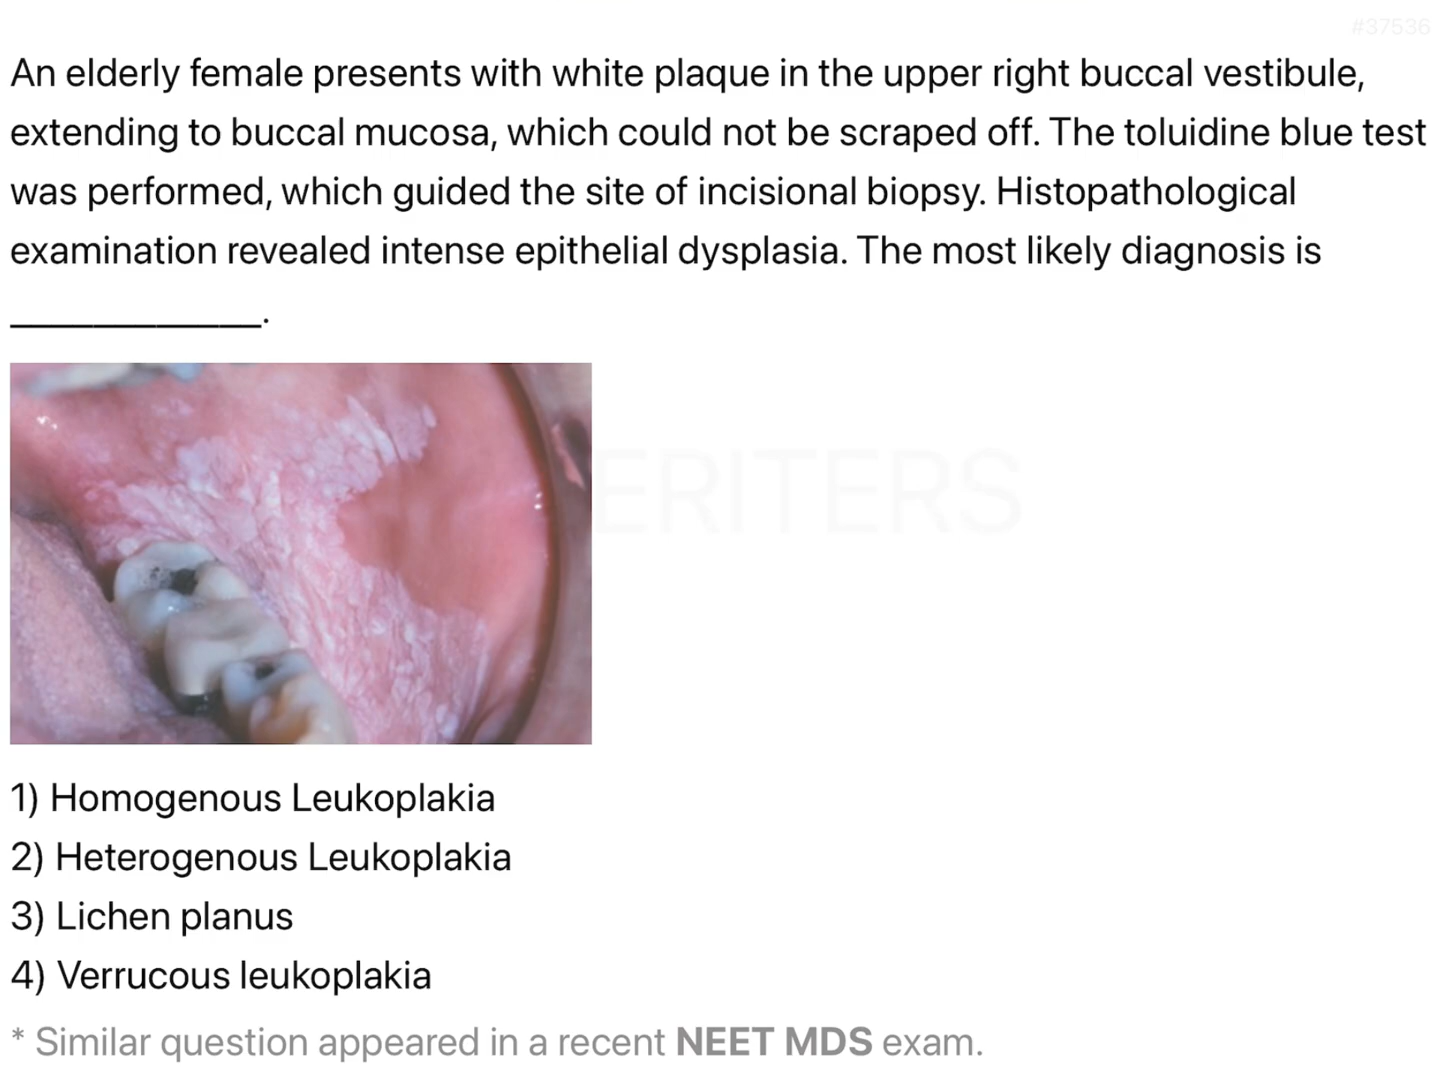 #37536
An elderly female presents with white plaque in the upper right buccal vestibule,
extending to buccal mucosa, which could not be scraped off. The toluidine blue test
was performed, which guided the site of incisional biopsy. Histopathological
examination revealed intense epithelial dysplasia. The most likely diagnosis is
____________.
ERITERS
1) Homogenous Leukoplakia
2) Heterogenous Leukoplakia
3) Lichen planus
4) Verrucous leukoplakia
* Similar question appeared in a recent NEET MDS exam.